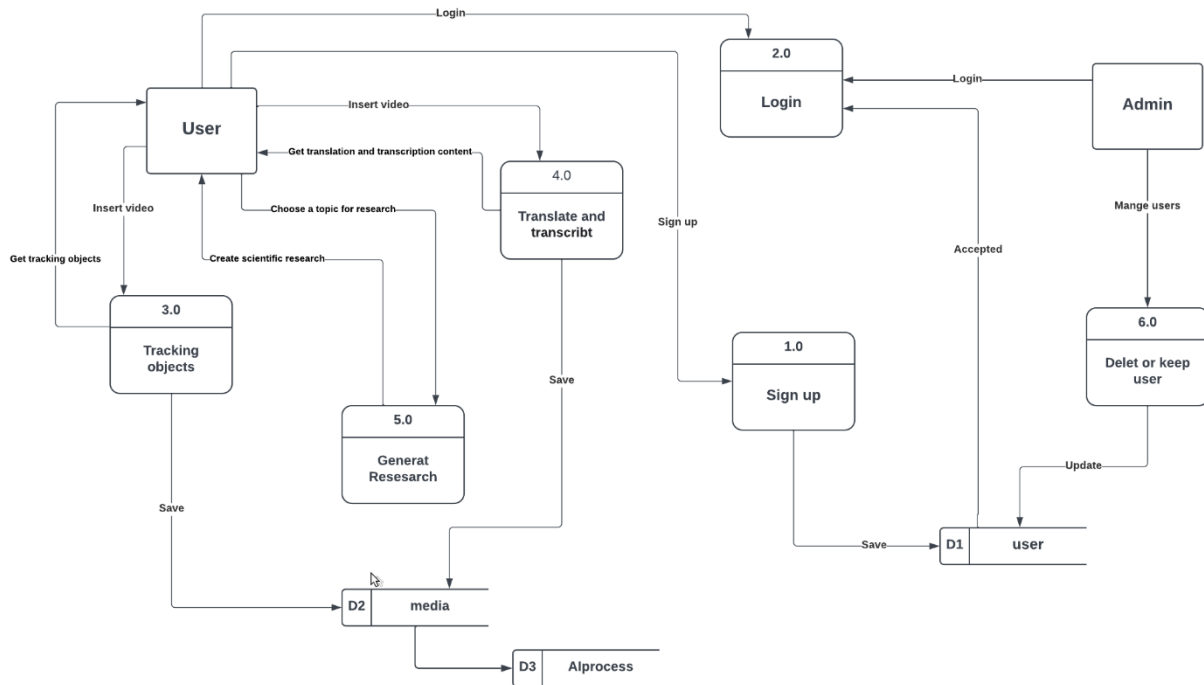 Login
2.0
Login
Login
Admin
User
Insert video
Get translation and transcription content
4.0
Translate and
transcribt
Insert video
Choose a topic for research
Sign up
Mange users
Get tracking objects
Create scientific research
Accepted
3.0
Tracking
objects
6.0
Delet or keep
user
1.0
Sign up
Save
5.0
Generat
Resesarch
Update
Save
Save
D1
user
D2
media
D3
AIprocess